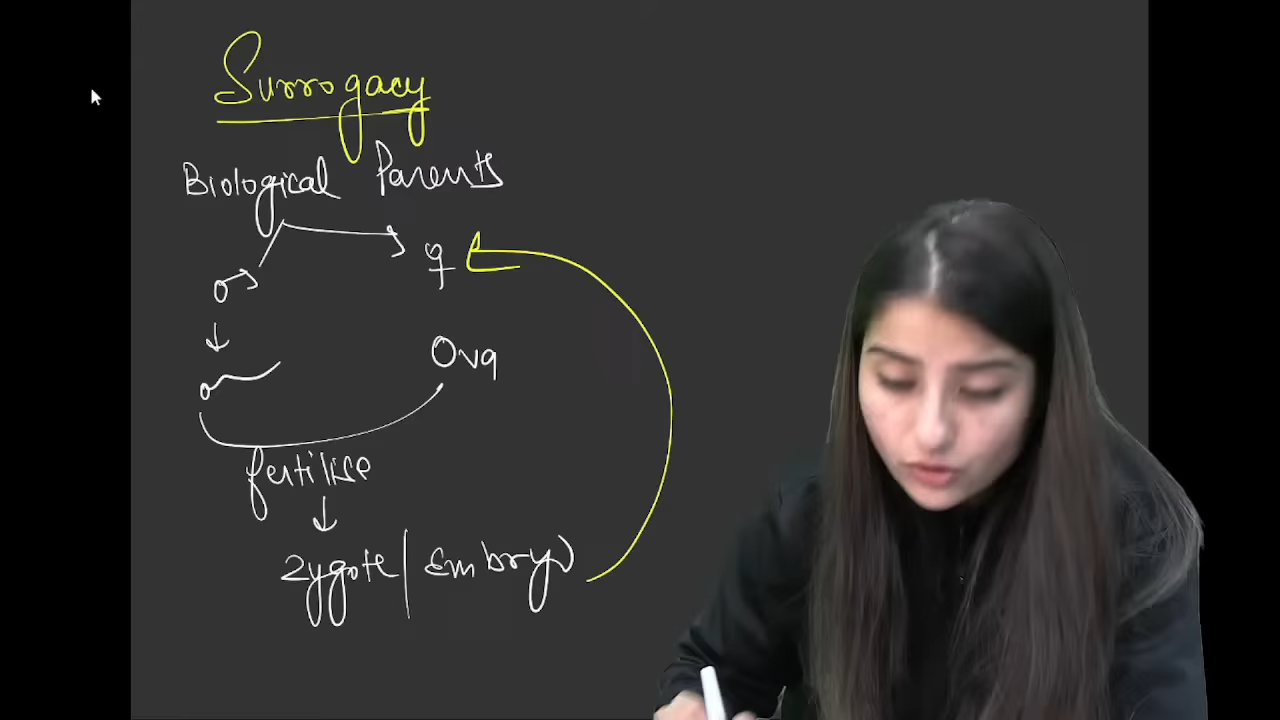 Surrogacy
Biological Parents
♂ ♀
Ova
fertilise
Zygote/Embryo